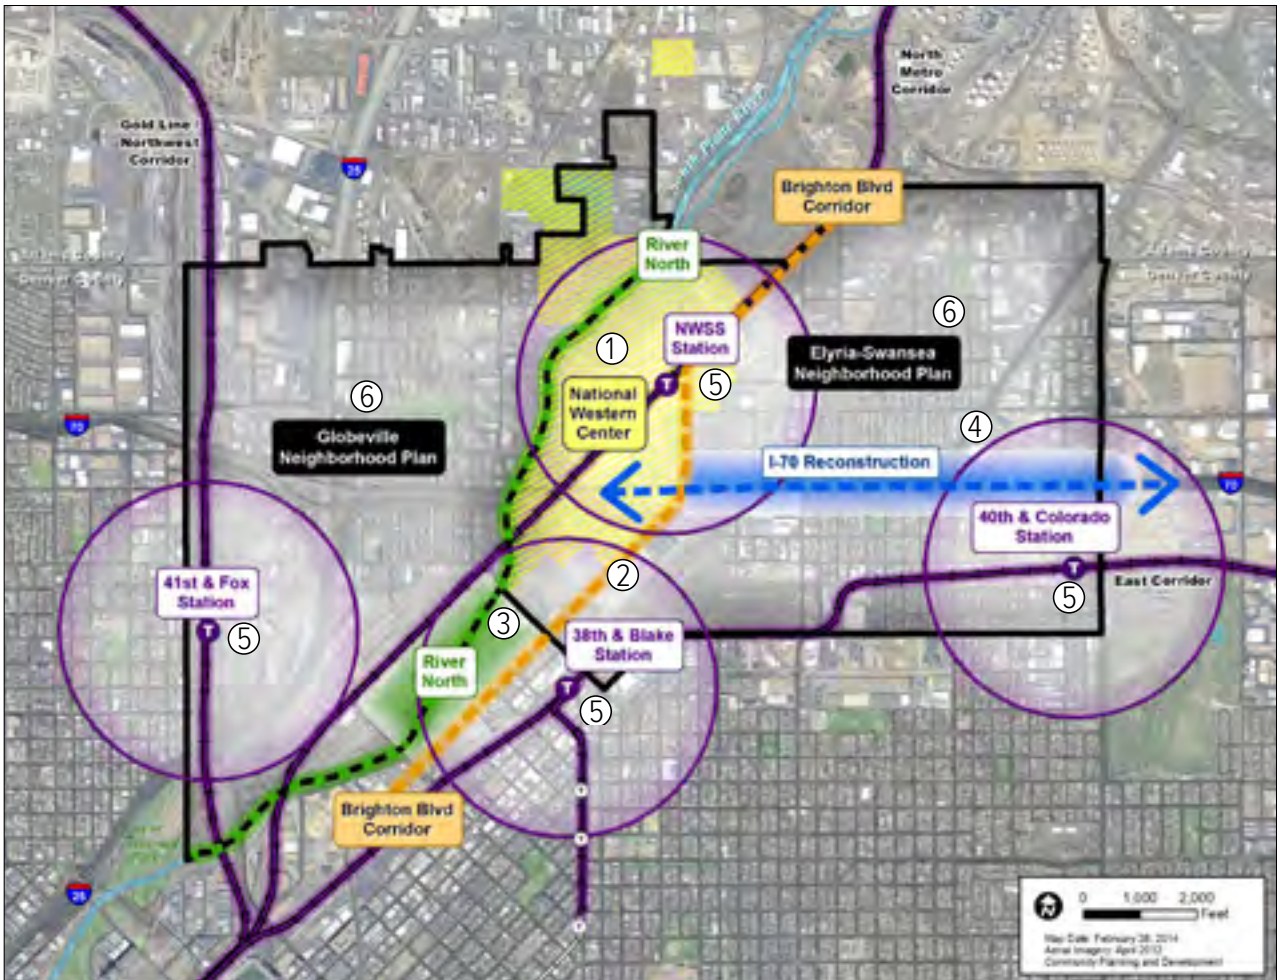 North
Metro
Corridor
Gold Line /
Northwest
Corridor
South Platte River
25
Brighton Blvd
Corridor
River
North
Adams County
Denver County
Adams County
Denver County
6
NWSS
Station
1
Elyria-Swansea
Neighborhood Plan
T
5
6
National
Western
Center
70
4
Globeville
Neighborhood Plan
I-70 Reconstruction
70
40th & Colorado
Station
T
East Corridor
5
41st & Fox
Station
2
T
5
3
38th & Blake
Station
River
North
T
5
Brighton Blvd
Corridor
25
N
0 1,000 2,000
Feet
Map Date: February 28, 2014
Aerial Imagery: April 2012
Community Planning and Development